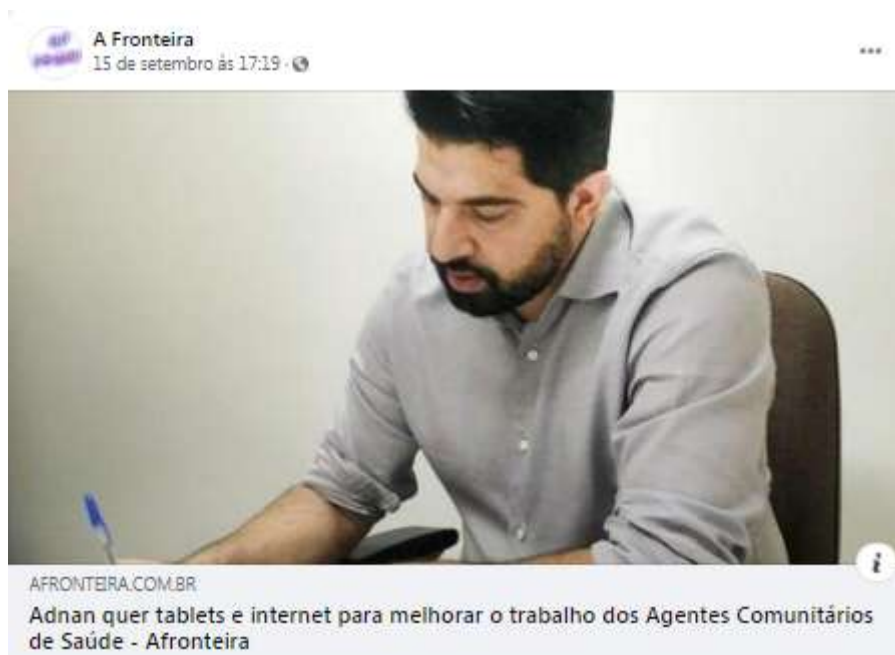 A Fronteira
15 de setembro às 17:19 ·
AFRONTEIRA.COM.BR
Adnan quer tablets e internet para melhorar o trabalho dos Agentes Comunitários
de Saúde - Afronteira